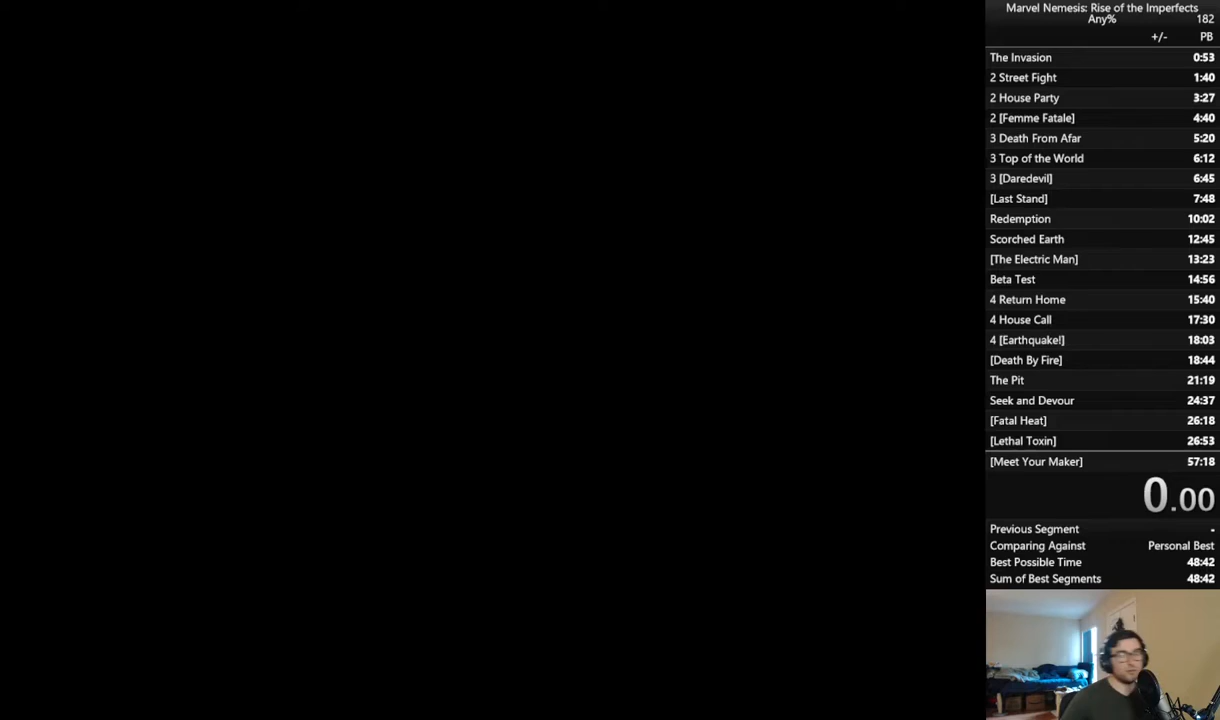 Marvel Nemesis: Rise of the Imperfects
Any% 182
+/- PB
The Invasion 0:53
2 Street Fight 1:40
2 House Party 3:27
2 [Femme Fatale] 4:40
3 Death From Afar 5:20
3 Top of the World 6:12
3 [Daredevil] 6:45
[Last Stand] 7:48
Redemption 10:02
Scorched Earth 12:45
[The Electric Man] 13:23
Beta Test 14:56
4 Return Home 15:40
4 House Call 17:30
4 [Earthquake!] 18:03
[Death By Fire] 18:44
The Pit 21:19
Seek and Devour 24:37
[Fatal Heat] 26:18
[Lethal Toxin] 26:53
[Meet Your Maker] 57:18
0.00
Previous Segment -
Comparing Against Personal Best
Best Possible Time 48:42
Sum of Best Segments 48:42